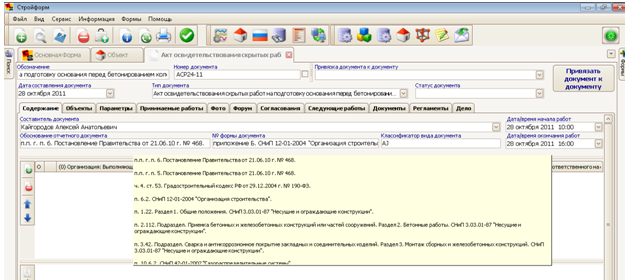 Стройформ
Файл Вид Сервис Информация Формы Помощь
Основная Форма Объект Акт освидетельствования скрытых раб
Поиск
Формы
Обозначение Номер документа Привязка документа к документу
а подготовку основания перед бетонированием коло АСР24-11
Привязать документ к документу
Дата составления документа Тип документа Статус документа
28 октября 2011 Акт освидетельствования скрытых работ на подготовку основания перед бетонировани...
Содержание Объекты Параметры Принимаемые работы Фото Форум Согласования Следующие работы Документы Регламенты Дело
Составитель документа Дата/время начала работ
Кайгородов Алексей Анатольевич 28 октября 2011 10:00
Обоснование отчетного документа №º формы документа Классификатор вида документа Дата/время окончания работ
п.п. г. п. 6. Постановление Правительства от 21.06.10 г. № 468. приложение Б. СНиП 12-01-2004 "Организация строитель АJ 28 октября 2011 16:00
О (0) Организация: Выполняющ ответственного на
п.п. г. п. 6. Постановление Правительства от 21.06.10 г. № 468.
п.п. г. п. 5. Постановление Правительства от 21.06.10 г. № 468.
ч. 4. ст. 53. Градостроительный кодекс РФ от 29.12.2004 г. № 190-ФЗ.
п. 6.2. СНиП 12-01-2004 "Организация строительства".
п. 1.22. Раздел 1. Общие положения. СНиП 3.03.01-87 "Несущие и ограждающие конструкции".
п. 2.112. Подраздел. Приемка бетонных и железобетонных конструкций или частей сооружений. Раздел 2. Бетонные работы. СНиП 3.03.01-87 "Несущие и
ограждающие конструкции".
п. 3.42. Подраздел. Сварка и антикоррозионное покрытие закладных и соединительных изделий. Раздел 3. Монтаж сборных и железобетонных конструкций. СНиП
3.03.01-87 "Несущие и ограждающие конструкции".
п. 10.6.2. СНиП 42-01-2002 "Газораспределительные системы".